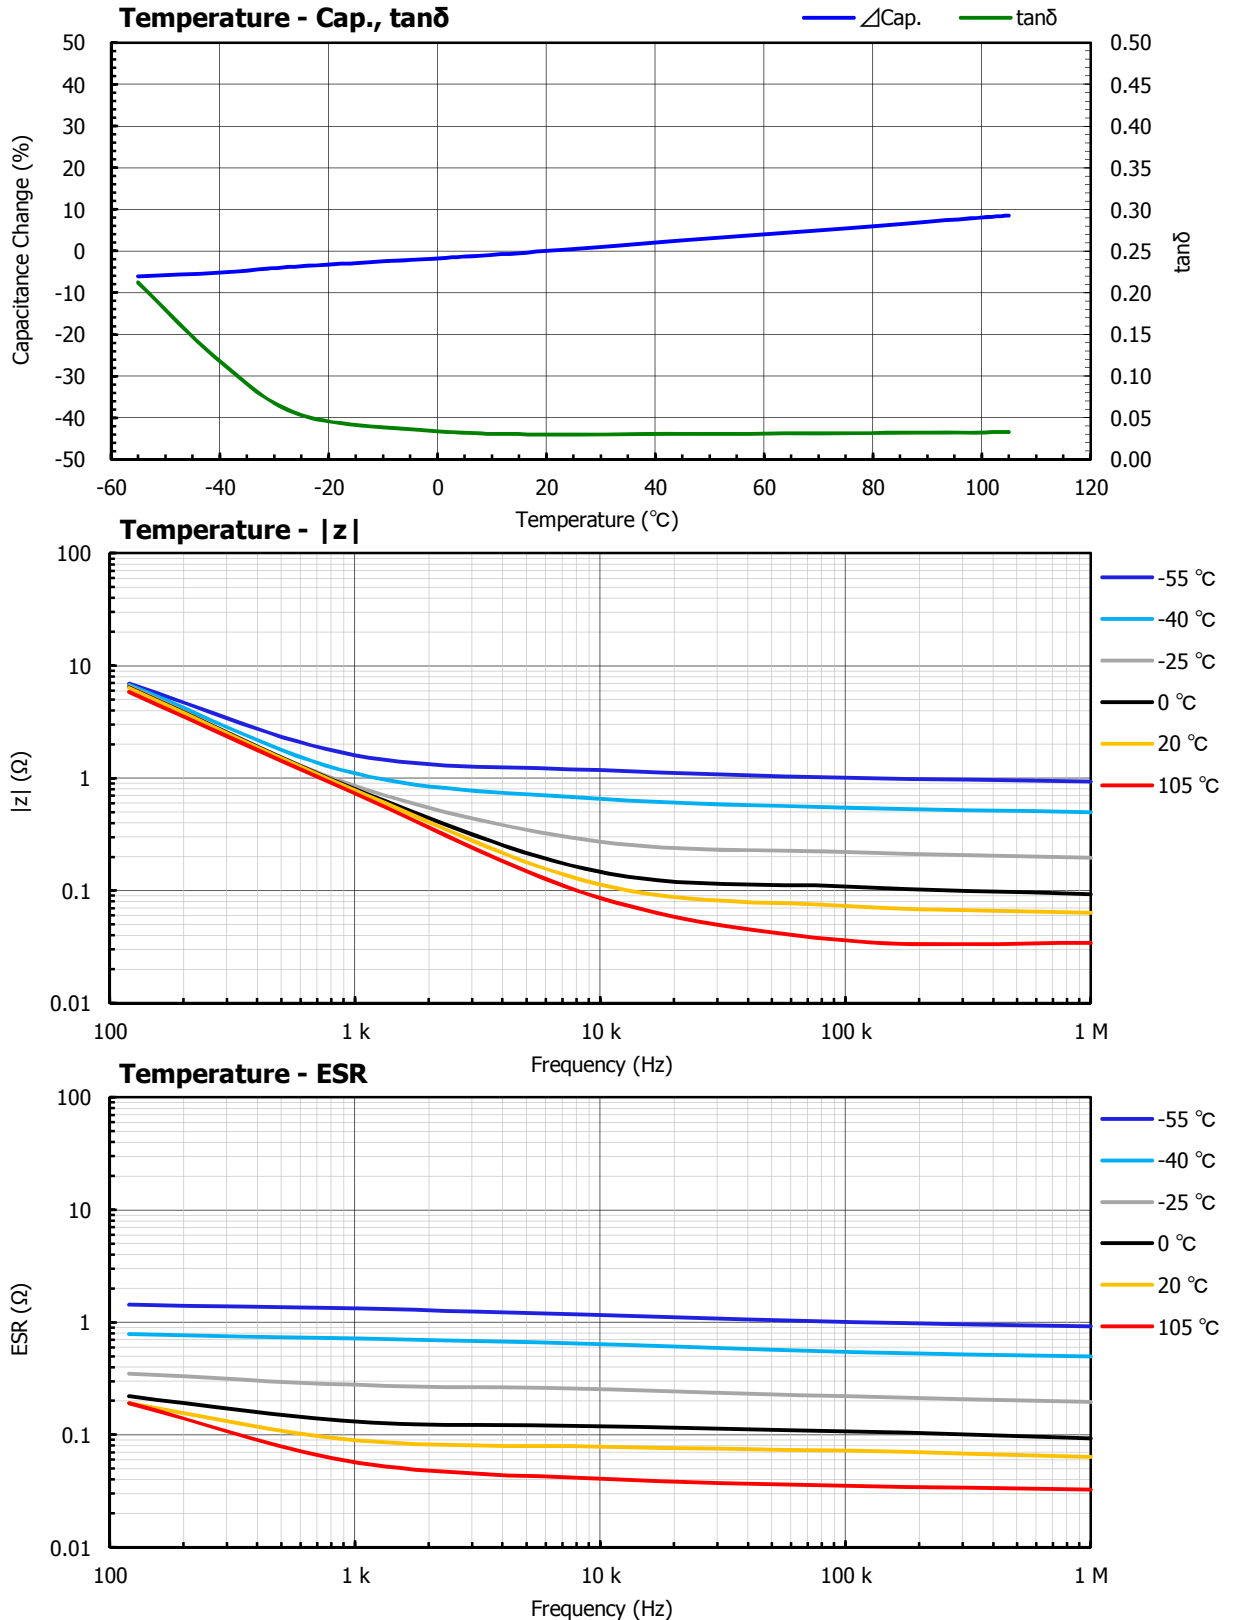 Temperature - Cap., tanδ
⊿Cap.
tanδ
50
40
30
20
10
0
-10
-20
-30
-40
-50
Capacitance Change (%)
0.50
0.45
0.40
0.35
0.30
0.25
0.20
0.15
0.10
0.05
0.00
tanδ
-60 -40 -20 0 20 40 60 80 100 120
Temperature (℃)
Temperature - |z|
100
10
1
0.1
0.01
|z| (Ω)
-55 ℃
-40 ℃
-25 ℃
0 ℃
20 ℃
105 ℃
100 1 k 10 k 100 k 1 M
Frequency (Hz)
Temperature - ESR
100
10
1
0.1
0.01
ESR (Ω)
-55 ℃
-40 ℃
-25 ℃
0 ℃
20 ℃
105 ℃
100 1 k 10 k 100 k 1 M
Frequency (Hz)